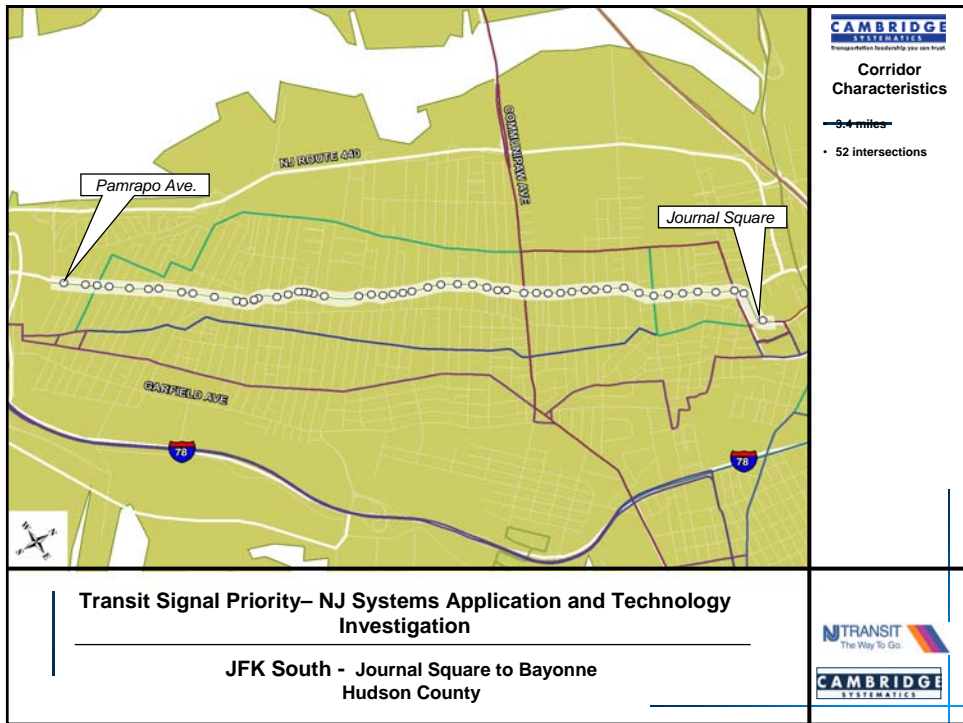 CAMBRIDGE
SYSTEMATICS
Transportation leadership you can trust.
Corridor
Characteristics
3.4 miles
• 52 intersections
NJ ROUTE 440
COMMUNIPAW AVE
Pamrapo Ave.
Journal Square
GARFIELD AVE
78
78
W
N
S
E
Transit Signal Priority– NJ Systems Application and Technology
Investigation
JFK South - Journal Square to Bayonne
Hudson County
NJTRANSIT
The Way To Go.
CAMBRIDGE
SYSTEMATICS